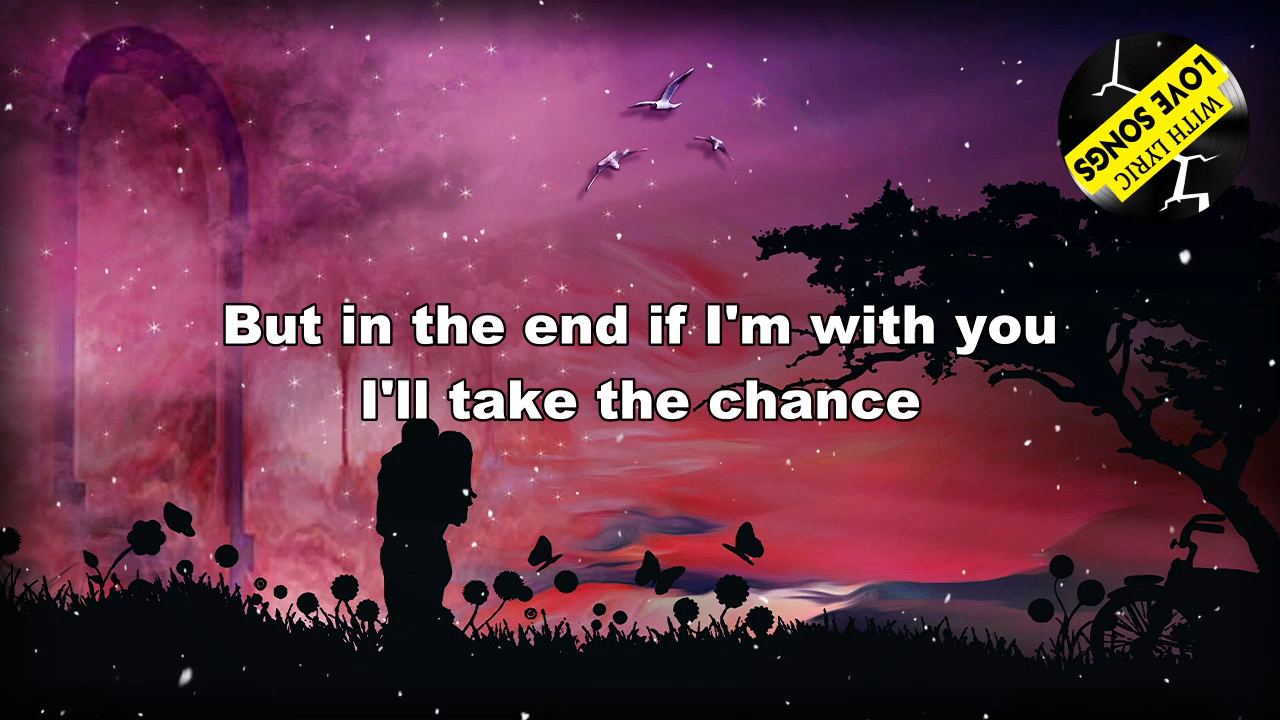 But in the end if I'm with you
I'll take the chance
LOVE SONGS
WITH LYRIC